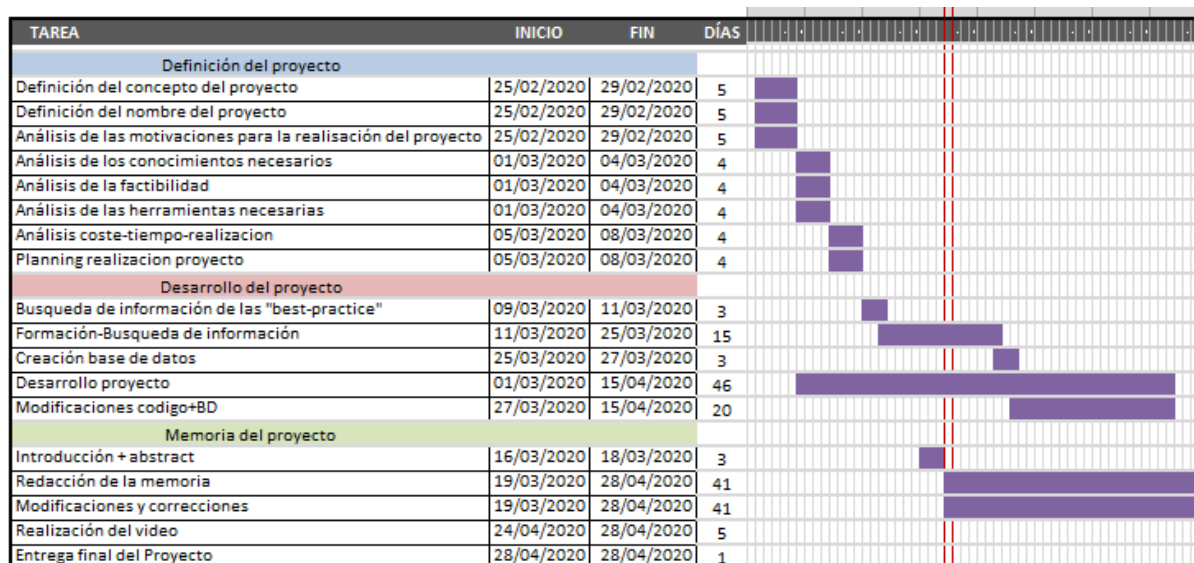 TAREA INICIO FIN DÍAS
Definición del proyecto
Definición del concepto del proyecto 25/02/2020 29/02/2020 5
Definición del nombre del proyecto 25/02/2020 29/02/2020 5
Análisis de las motivaciones para la realisación del proyecto 25/02/2020 29/02/2020 5
Análisis de los conocimientos necesarios 01/03/2020 04/03/2020 4
Análisis de la factibilidad 01/03/2020 04/03/2020 4
Análisis de las herramientas necesarias 01/03/2020 04/03/2020 4
Análisis coste-tiempo-realizacion 05/03/2020 08/03/2020 4
Planning realizacion proyecto 05/03/2020 08/03/2020 4
Desarrollo del proyecto
Busqueda de información de las "best-practice" 09/03/2020 11/03/2020 3
Formación-Busqueda de información 11/03/2020 25/03/2020 15
Creación base de datos 25/03/2020 27/03/2020 3
Desarrollo proyecto 01/03/2020 15/04/2020 46
Modificaciones codigo+BD 27/03/2020 15/04/2020 20
Memoria del proyecto
Introducción + abstract 16/03/2020 18/03/2020 3
Redacción de la memoria 19/03/2020 28/04/2020 41
Modificaciones y correcciones 19/03/2020 28/04/2020 41
Realización del video 24/04/2020 28/04/2020 5
Entrega final del Proyecto 28/04/2020 28/04/2020 1